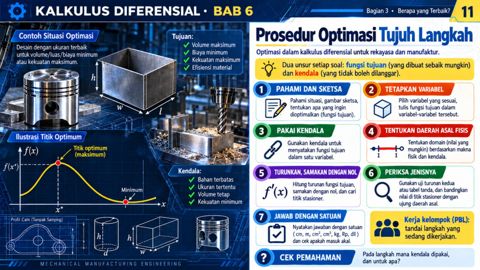 KALKULUS DIFERENSIAL • BAB 6
Contoh Situasi Optimasi
Desain dengan ukuran terbaik
untuk volume/luas/biaya minimum
atau kekuatan maksimum.
Tujuan:
• Volume maksimum
• Biaya minimum
• Kekuatan maksimum
• Efisiensi material
h
w
Ilustrasi Titik Optimum
f(x)
Titik optimum
(maksimum)
f(x*)
Minimum
x*
x
Kendala:
• Bahan terbatas
• Ukuran tertentu
• Volume tetap
• Kekuatan minimum
Profil Cam (Tampak Samping)
h
MECHANICAL MANUFACTURING ENGINEERING
Bagian 3 • Berapa yang Terbaik?
11
Prosedur Optimasi Tujuh Langkah
Optimasi dalam kalkulus diferensial untuk rekayasa dan manufaktur.
Dua unsur setiap soal: fungsi tujuan (yang dibuat sebaik mungkin)
dan kendala (yang tidak boleh dilanggar).
1 PAHAMI DAN SKETSA
Pahami situasi, gambar sketsa,
tentukan apa yang ingin
dioptimalkan (fungsi tujuan).
2 TETAPKAN VARIABEL
Pilih variabel yang sesuai,
tulis fungsi tujuan dalam
variabel-variabel tersebut.
3 PAKAI KENDALA
Gunakan kendala untuk
menyatakan fungsi tujuan
dalam satu variabel.
4 TENTUKAN DAERAH ASAL FISIS
Tentukan domain (nilai yang
mungkin) berdasarkan makna
fisik dan kendala.
5 TURUNKAN, SAMAKAN DENGAN NOL
f'(x)
Hitung turunan fungsi tujuan,
samakan dengan nol, dan cari
titik stasioner.
6 PERIKSA JENISNYA
Gunakan uji turunan kedua
atau tabel tanda, dan bandingkan
nilai di titik stasioner dengan
ujung daerah asal.
7 JAWAB DENGAN SATUAN
Nyatakan jawaban dengan satuan
( cm, m, cm², cm³, kg, Rp, dll )
dan cek apakah masuk akal.
Kerja kelompok (PBL):
tandai langkah yang
sedang dikerjakan.
CEK PEMAHAMAN
Pada langkah mana kendala dipakai,
dan untuk apa?